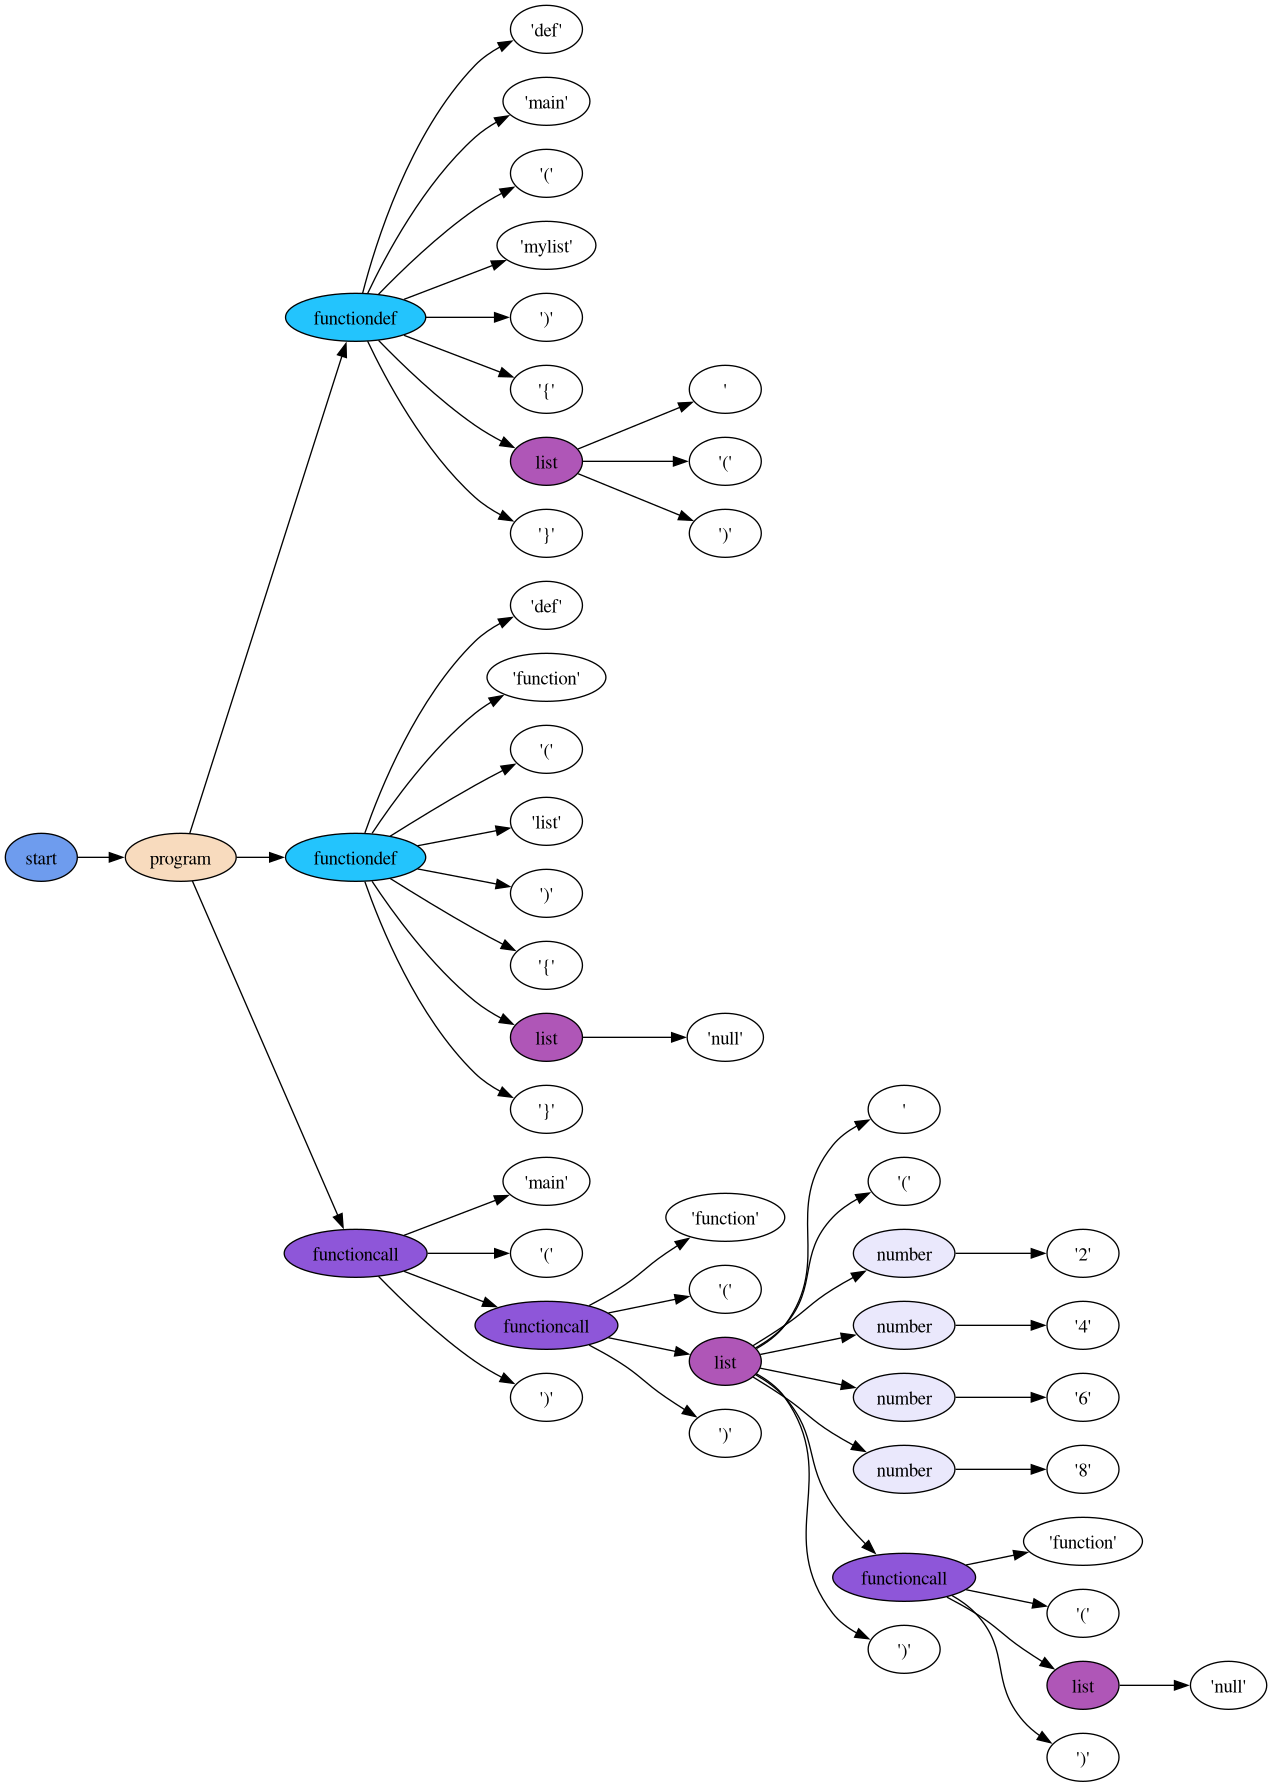 start
program
functiondef
'def'
'main'
'('
'mylist'
')'
'{'
list
'
'('
')'
'}'
functiondef
'def'
'function'
'('
'list'
')'
'{'
list
'null'
'}'
functioncall
'main'
'('
functioncall
'function'
'('
list
'
'('
number
'2'
number
'4'
number
'6'
number
'8'
functioncall
'function'
'('
list
'null'
')'
')'
')'
')'